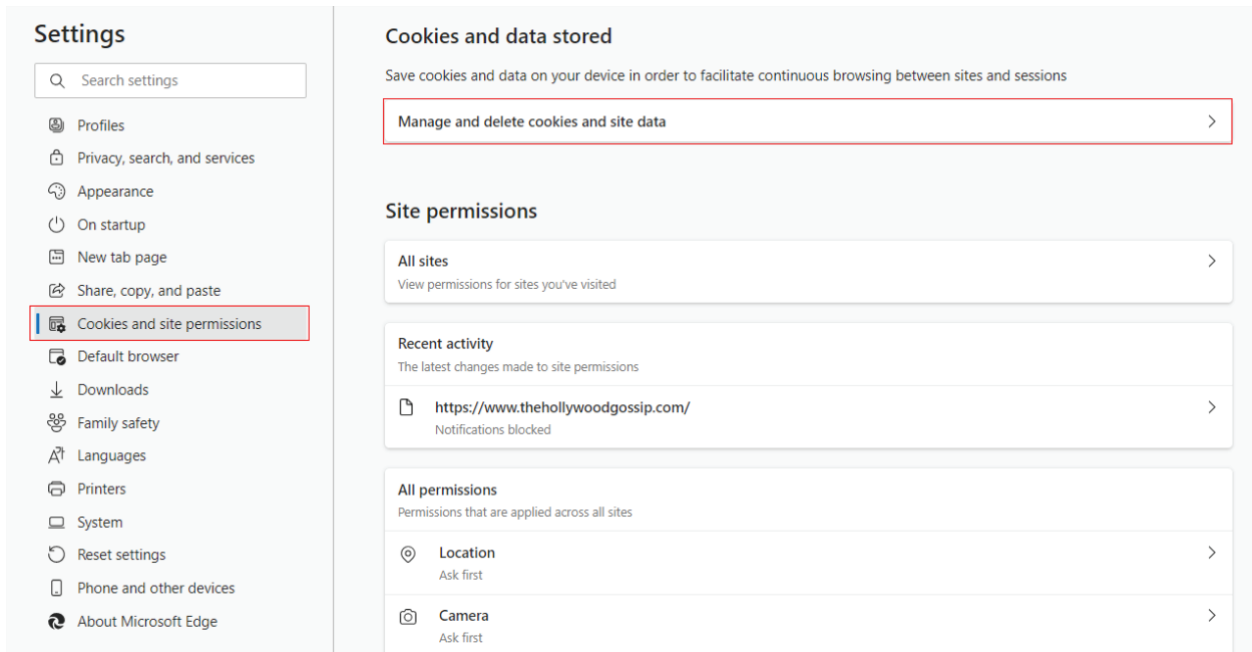 Settings
Search settings
Profiles
Privacy, search, and services
Appearance
On startup
New tab page
Share, copy, and paste
Cookies and site permissions
Default browser
Downloads
Family safety
Languages
Printers
System
Reset settings
Phone and other devices
About Microsoft Edge
Cookies and data stored
Save cookies and data on your device in order to facilitate continuous browsing between sites and sessions
Manage and delete cookies and site data
Site permissions
All sites
View permissions for sites you've visited
Recent activity
The latest changes made to site permissions
https://www.thehollywoodgossip.com/
Notifications blocked
All permissions
Permissions that are applied across all sites
Location
Ask first
Camera
Ask first